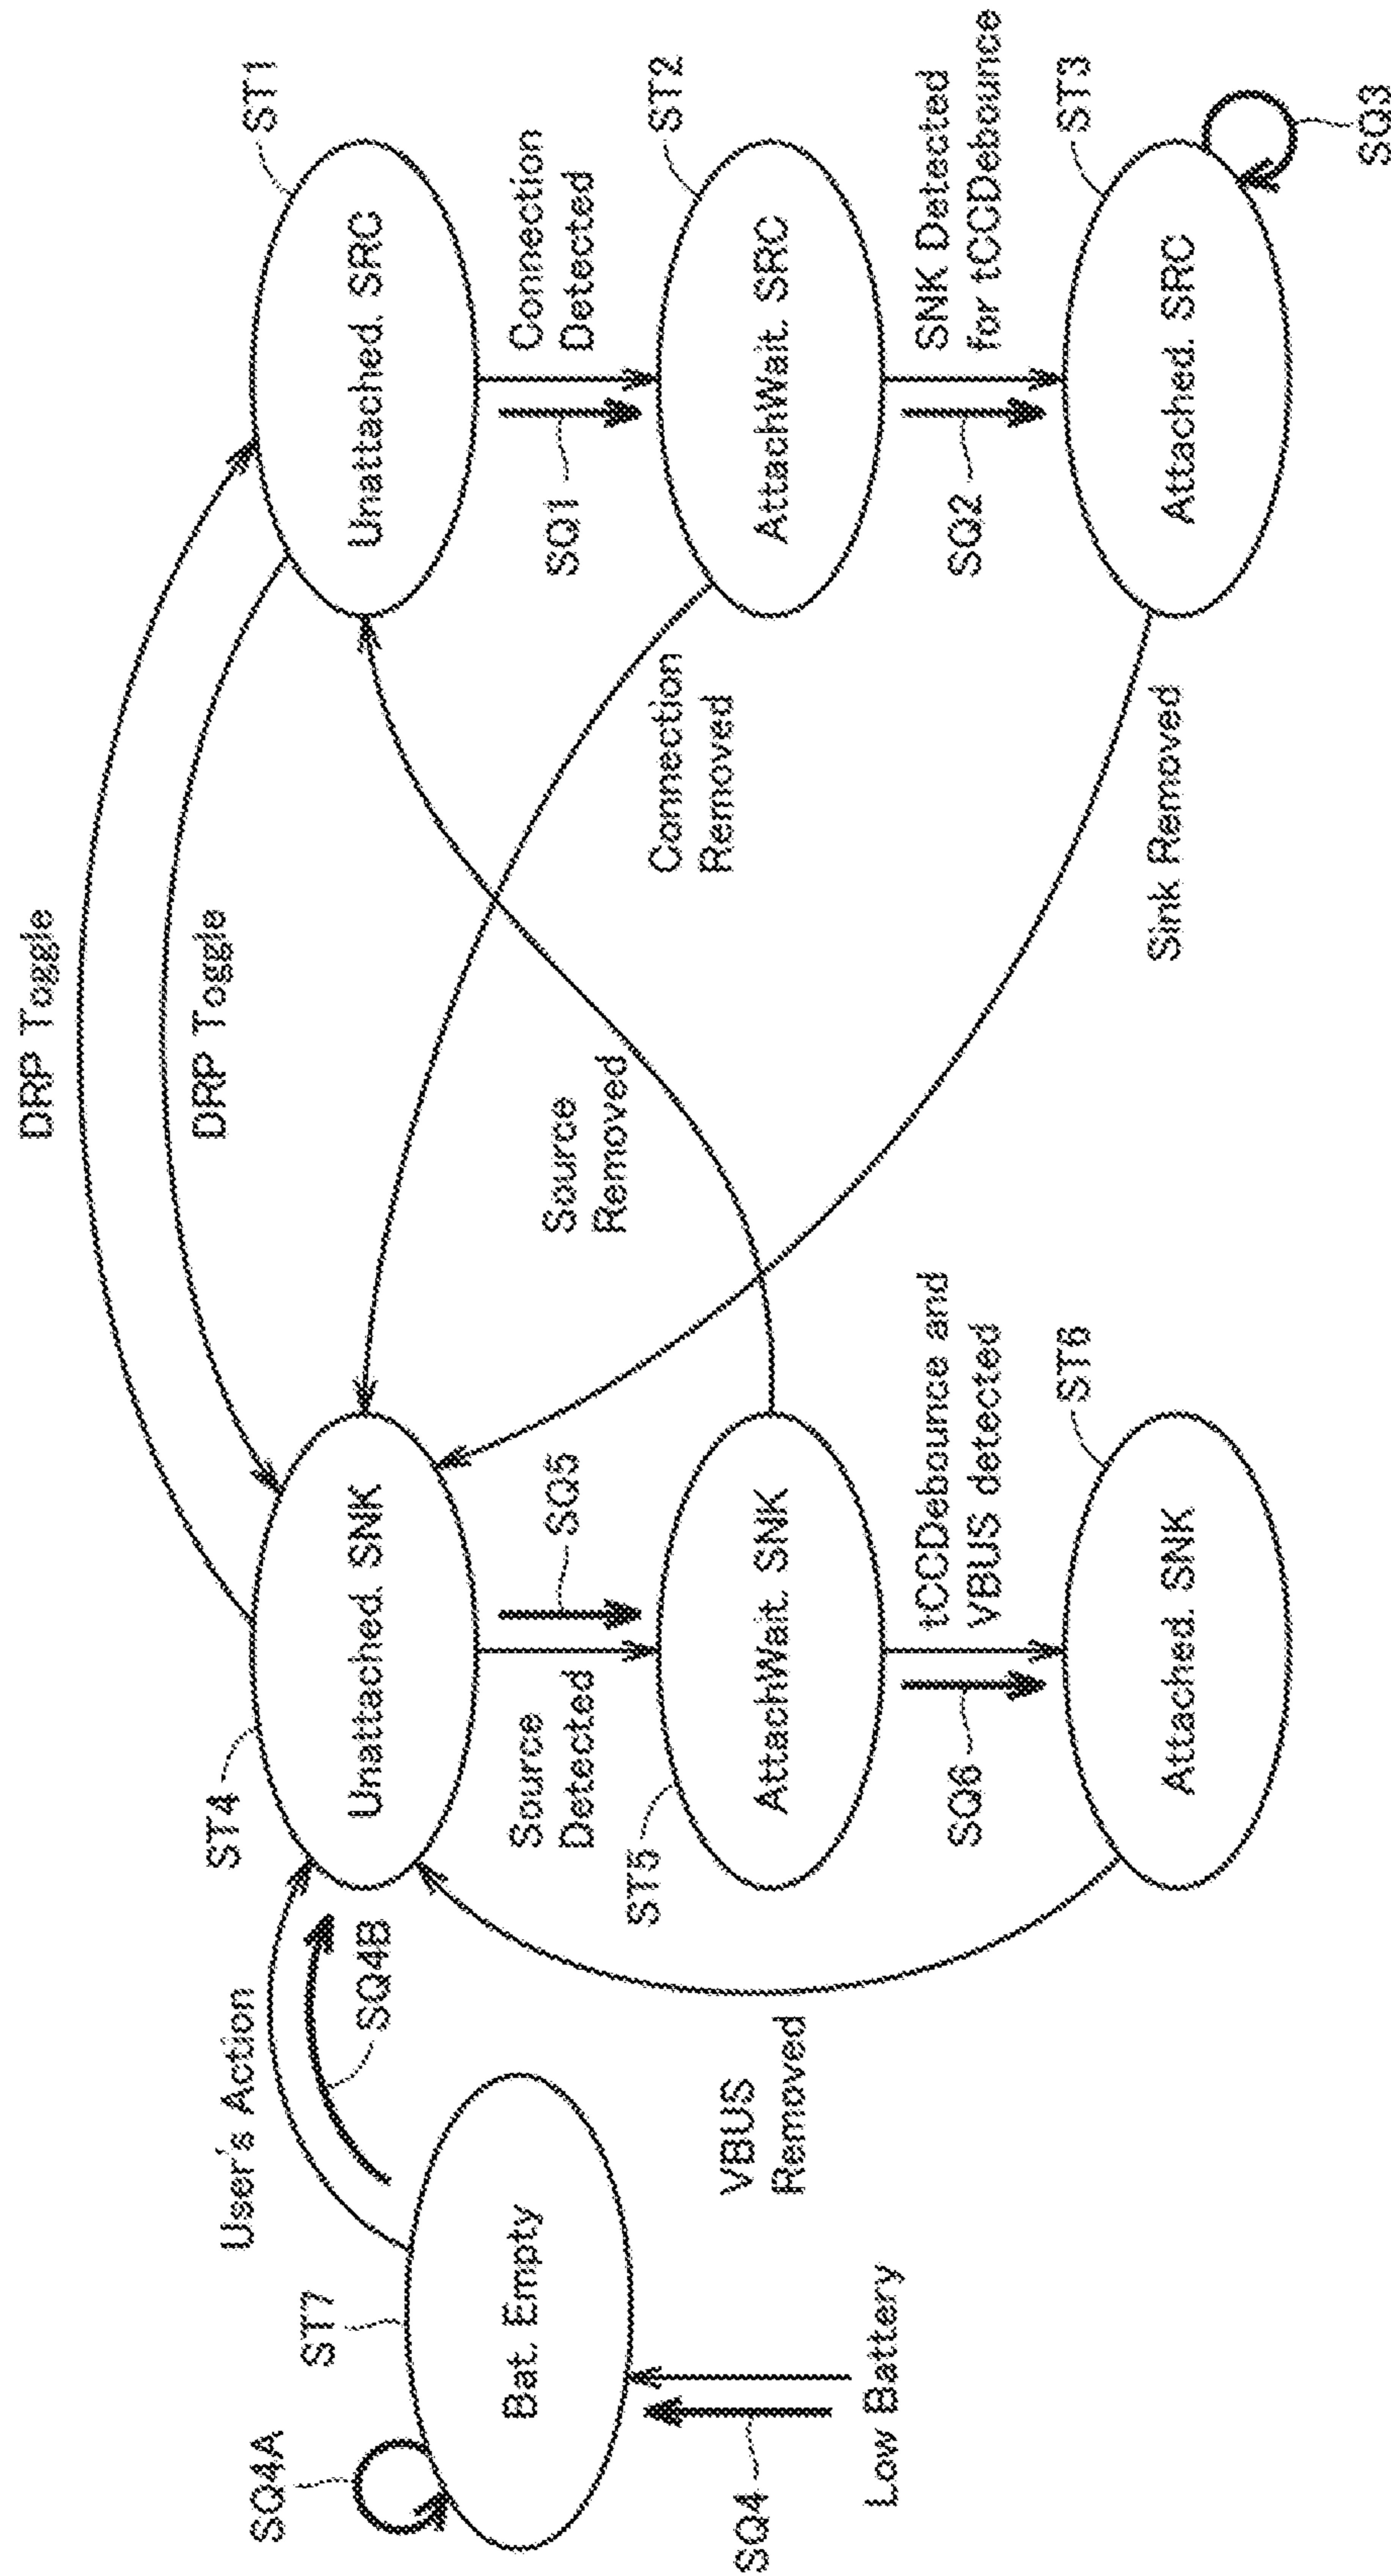 DRP Toggle
DRP Toggle
User's Action
SQ4B
ST4
Unattached. SNK
ST1
Unattached. SRC
SQ4A
ST7
Bat. Empty
Source
Detected
SQ5
Source
Removed
SQ1
Connection
Detected
Connection
Removed
ST5
AttachWait. SNK
ST2
AttachWait. SRC
SQ4
Low Battery
VBUS
Removed
SQ6
tCCDebounce and
VBUS detected
SQ2
SNK Detected
for tCCDebounce
ST6
Attached. SNK
Sink Removed
ST3
Attached. SRC
SQ3